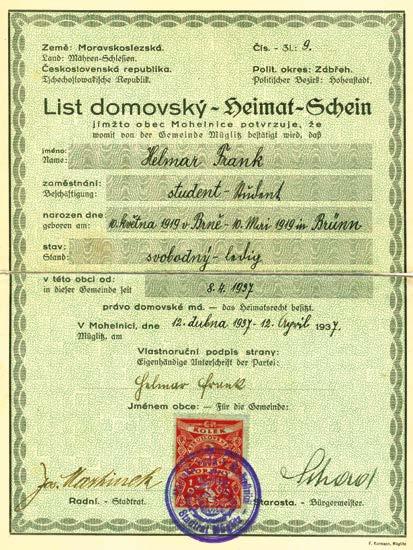 Země: Moravskoslezská.
Land: Mähren-Schlesien.
Československá republika.
Tschechoslowakische Republik.
Čís. - Zl.: 9.
Polit. okres: Zábřeh.
Politischer Bezirk: Hohenstadt.
List domovský - Heimat-Schein
jímžto obec Mohelnice potvrzuje, že
womit von der Gemeinde Müglitz bestätigt wird, daß
jméno: Helmar Frank
Name:
zaměstnání: student - Student
Beschäftigung:
narozen dne: 10. května 1919 v Brně - 10. Mai 1919 in Brünn
geboren am:
stav: svobodný - ledig
Stand:
v této obci od: 8.4.1937
in dieser Gemeinde seit
právo domovské má. — das Heimatsrecht besitzt.
V Mohelnici, dne 12. dubna 1937 - 12. April 1937.
Müglitz, am
Vlastnoruční podpis strany:
Eigenhändige Unterschrift der Partei:
Helmar Frank
Jménem obce: — Für die Gemeinde:
KOLEK
Stadtrat Müglitz
Radní. - Stadtrat.
Starosta. - Bürgermeister.